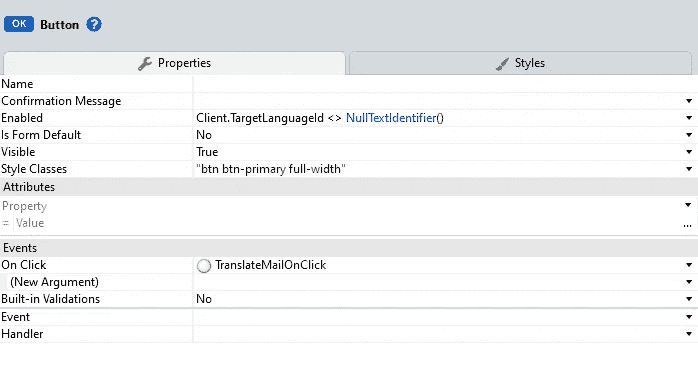 OK Button ?
Properties Styles
Name
Confirmation Message
Enabled Client.TargetLanguageId <> NullTextIdentifier()
Is Form Default No
Visible True
Style Classes "btn btn-primary full-width"
Attributes
Property
= Value ...
Events
On Click TranslateMailOnClick
(New Argument)
Built-in Validations No
Event
Handler